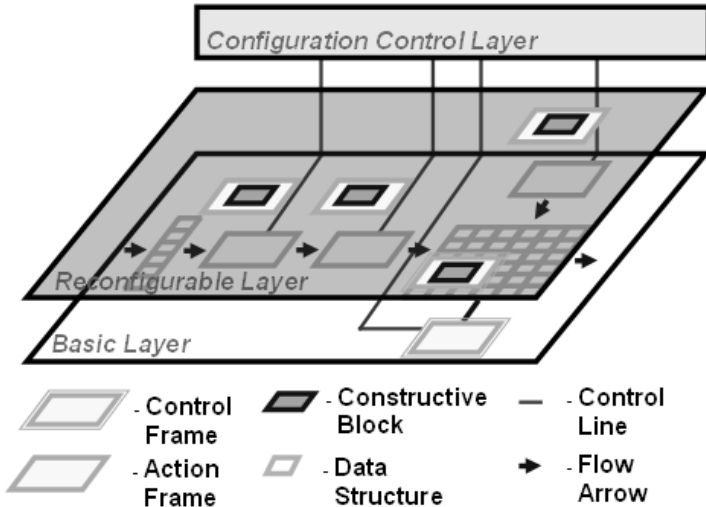 Configuration Control Layer
Reconfigurable Layer
Basic Layer
- Control Frame
- Constructive Block
- Control Line
- Action Frame
- Data Structure
- Flow Arrow